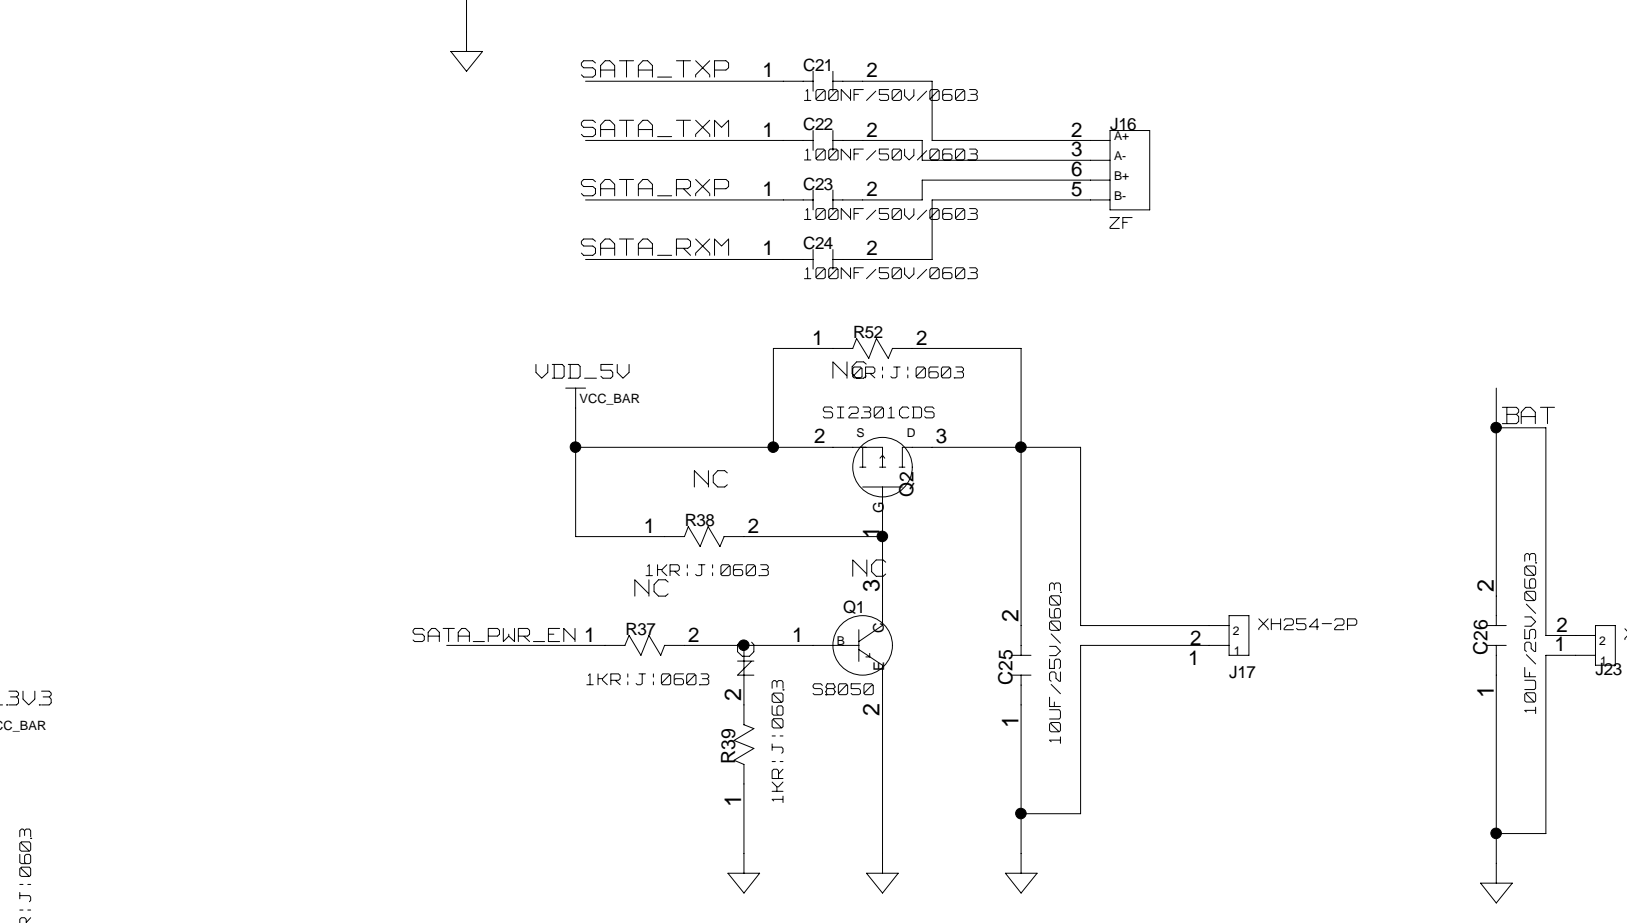 SATA_TXP 1 C21 2
100NF/50V/0603
SATA_TXM 1 C22 2
100NF/50V/0603
SATA_RXP 1 C23 2
100NF/50V/0603
SATA_RXM 1 C24 2
100NF/50V/0603
J16
2 A+
3 A-
6 B+
5 B-
ZF
1 R52 2
NC
0R|J|0603
VDD_5V
VCC_BAR
SI2301CDS
2 S D 3
Q2
G
1
NC
1 R38 2
1KR|J|0603
NC
NC
3
SATA_PWR_EN 1 R37 2
1KR|J|0603
Q1
1 B
C
E
S8050
2
NC
2
R39
1KR|J|0603
1
2
C25
10UF/25V/0603
1
2
XH254-2P
2 1
1
J17
BAT
2
C26
10UF/25V/0603
1
2 2
1 1
J23
3V3
CC_BAR
R|J|0603